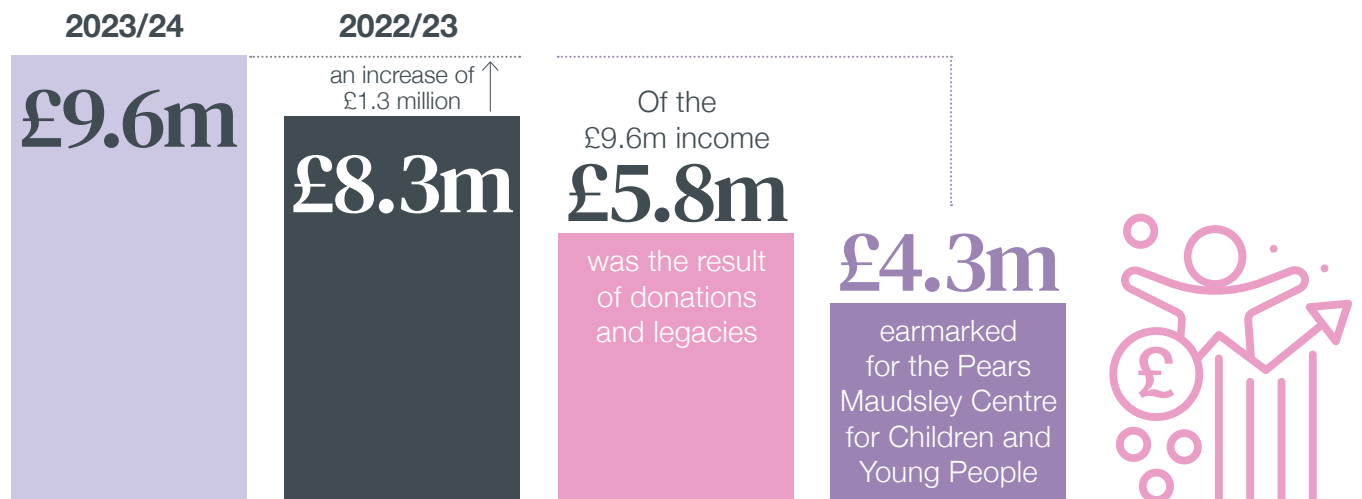 2023/24
£9.6m
2022/23
an increase of
£1.3 million
£8.3m
Of the
£9.6m income
£5.8m
was the result
of donations
and legacies
£4.3m
earmarked
for the Pears
Maudsley Centre
for Children and
Young People
£